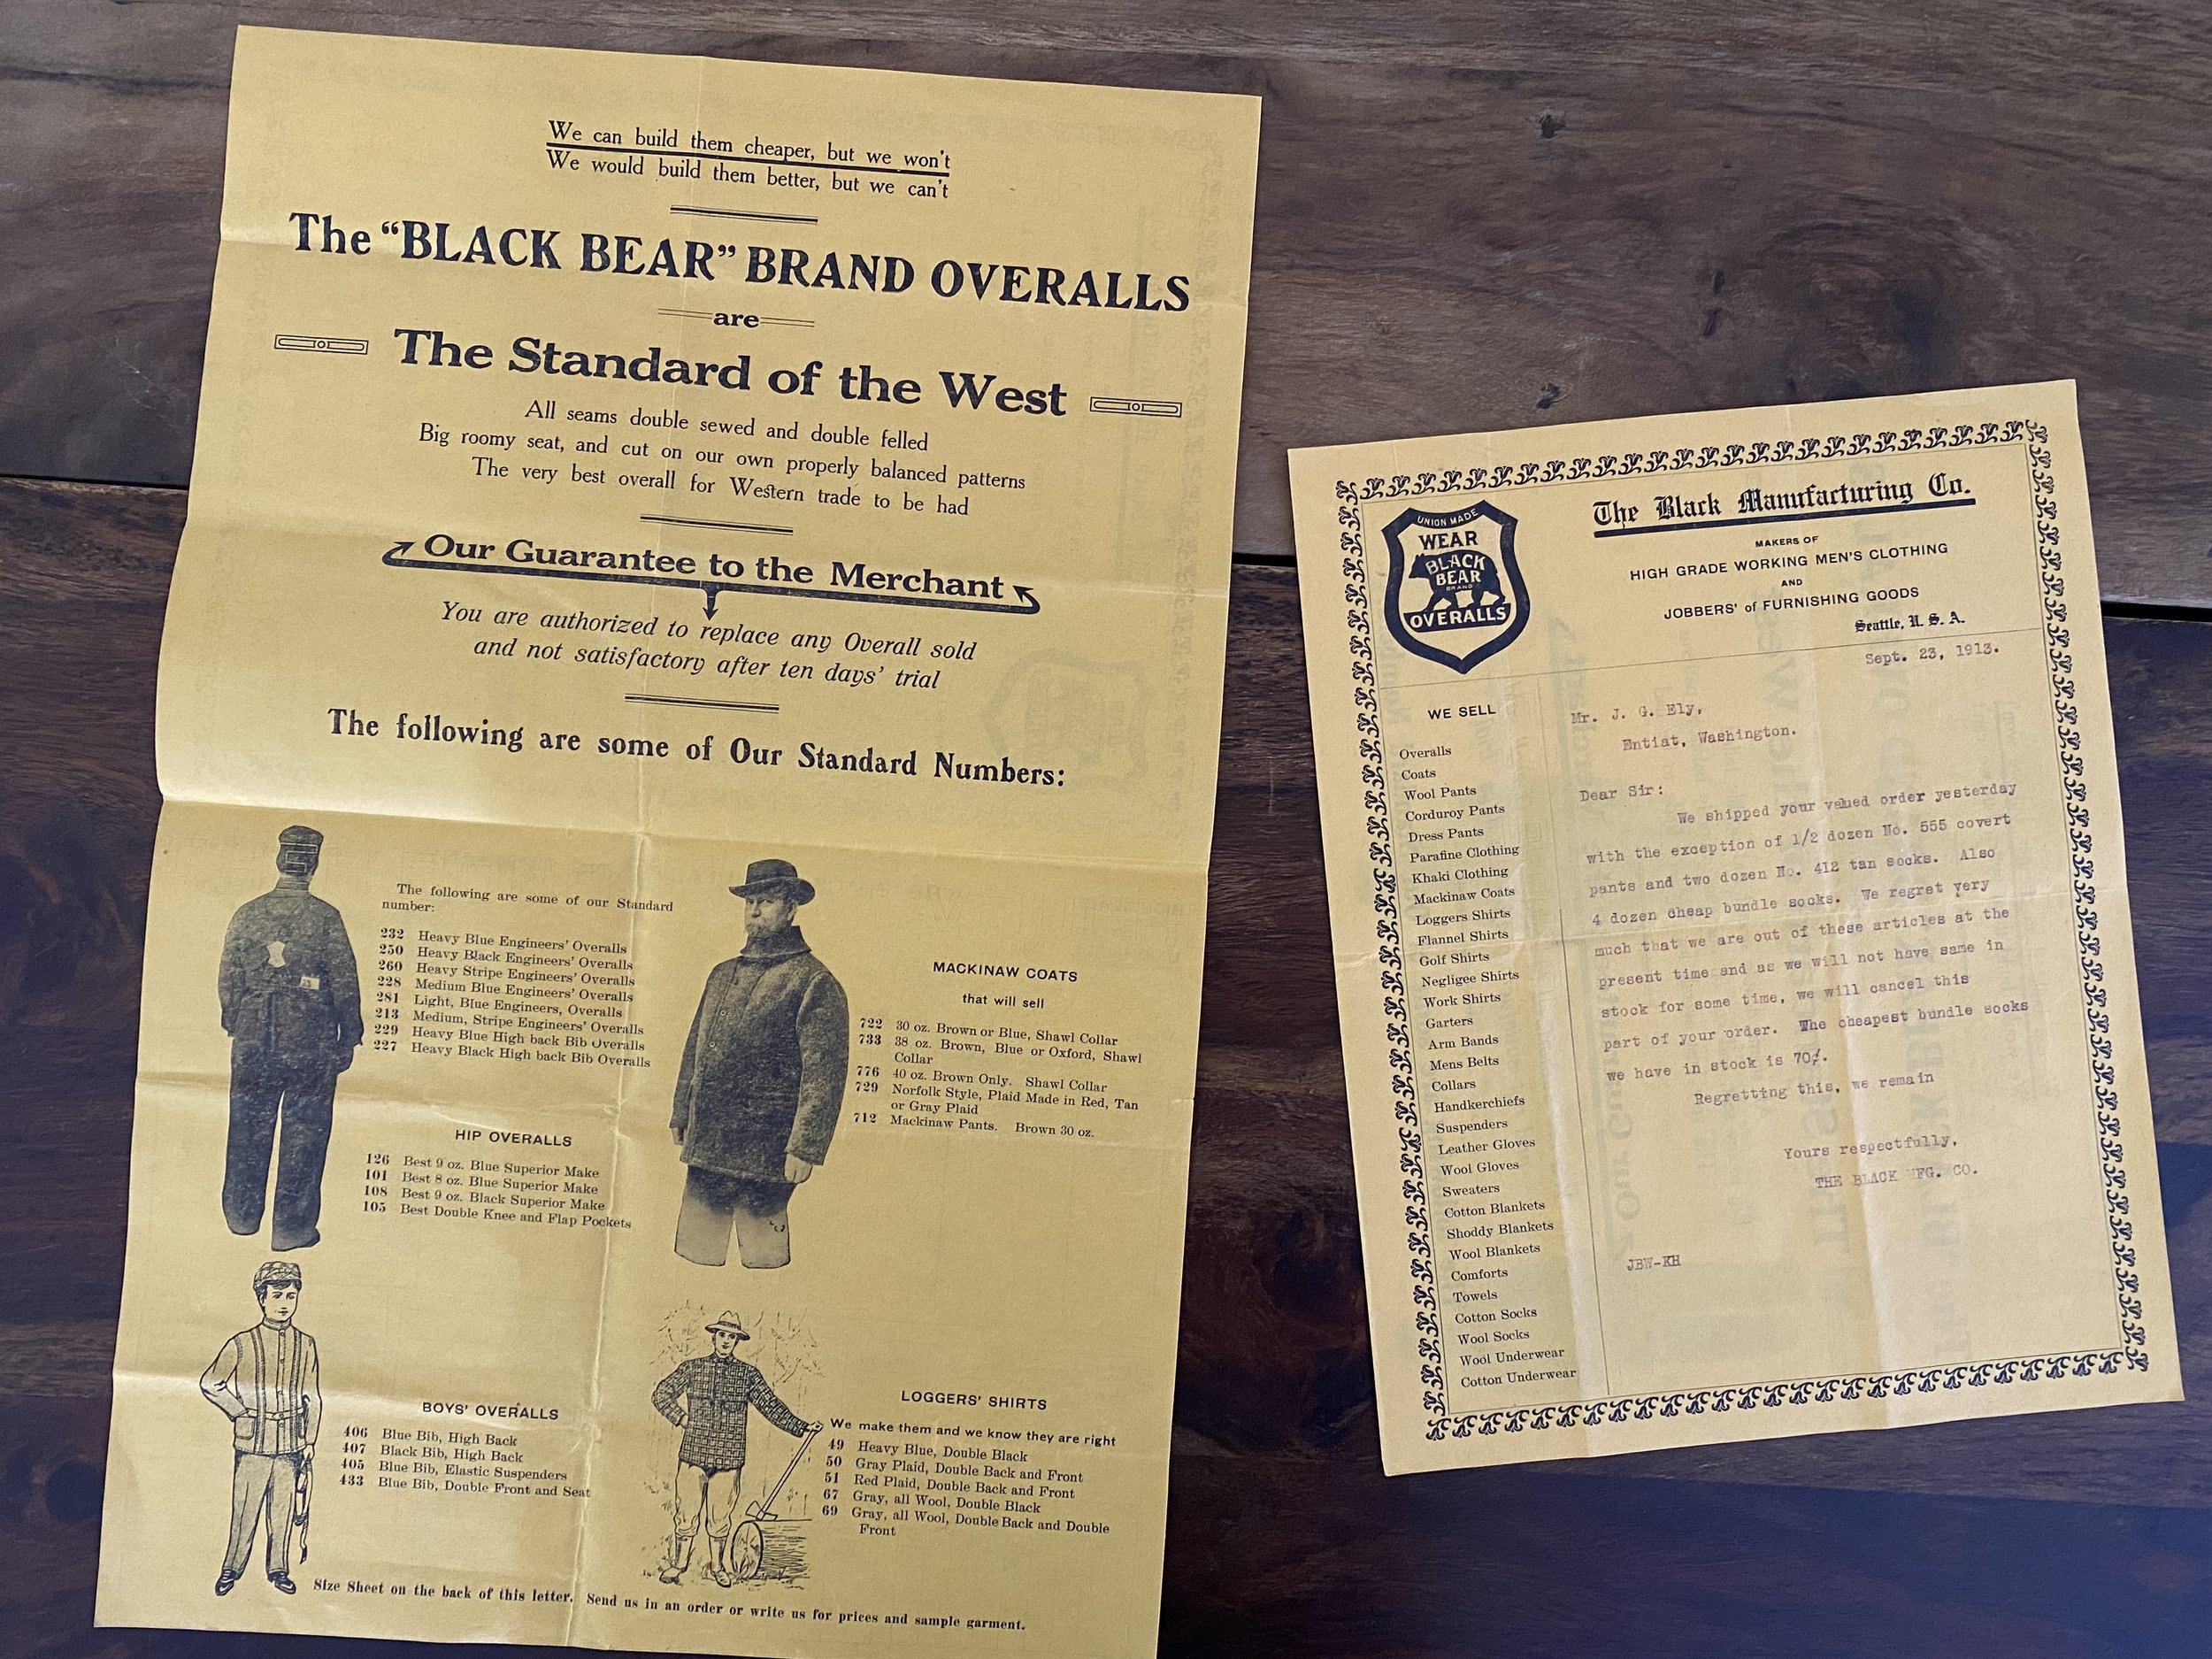 We can build them cheaper, but we won't
We would build them better, but we can't
The "BLACK BEAR" BRAND OVERALLS
are
The Standard of the West
All seams double sewed and double felled
Big roomy seat, and cut on our own properly balanced patterns
The very best overall for Western trade to be had
Our Guarantee to the Merchant
You are authorized to replace any Overall sold
and not satisfactory after ten days' trial
The following are some of Our Standard Numbers:
The following are some of our Standard
number:
232 Heavy Blue Engineers' Overalls
250 Heavy Black Engineers' Overalls
260 Heavy Stripe Engineers' Overalls
228 Medium Blue Engineers' Overalls
281 Light, Blue Engineers, Overalls
213 Medium, Stripe Engineers' Overalls
229 Heavy Blue High back Bib Overalls
227 Heavy Black High back Bib Overalls
HIP OVERALLS
126 Best 9 oz. Blue Superior Make
101 Best 8 oz. Blue Superior Make
108 Best 9 oz. Black Superior Make
105 Best Double Knee and Flap Pockets
BOYS' OVERALLS
406 Blue Bib, High Back
407 Black Bib, High Back
405 Blue Bib, Elastic Suspenders
433 Blue Bib, Double Front and Seat
MACKINAW COATS
that will sell
722 30 oz. Brown or Blue, Shawl Collar
733 38 oz. Brown, Blue or Oxford, Shawl
Collar
776 40 oz. Brown Only. Shawl Collar
729 Norfolk Style, Plaid Made in Red, Tan
or Gray Plaid
712 Mackinaw Pants. Brown 30 oz.
LOGGERS' SHIRTS
We make them and we know they are right
49 Heavy Blue, Double Black
50 Gray Plaid, Double Back and Front
51 Red Plaid, Double Back and Front
67 Gray, all Wool, Double Black
69 Gray, all Wool, Double Back and Double
Front
Size Sheet on the back of this letter. Send us in an order or write us for prices and sample garment.
UNION MADE
WEAR
BLACK
BEAR
BRAND
OVERALLS
The Black Manufacturing Co.
MAKERS OF
HIGH GRADE WORKING MEN'S CLOTHING
AND
JOBBERS' of FURNISHING GOODS
Seattle, U. S. A.
Sept. 23, 1913.
WE SELL
Overalls
Coats
Wool Pants
Corduroy Pants
Dress Pants
Parafine Clothing
Khaki Clothing
Mackinaw Coats
Loggers Shirts
Flannel Shirts
Golf Shirts
Negligee Shirts
Work Shirts
Garters
Arm Bands
Mens Belts
Collars
Handkerchiefs
Suspenders
Leather Gloves
Wool Gloves
Sweaters
Cotton Blankets
Shoddy Blankets
Wool Blankets
Comforts
Towels
Cotton Socks
Wool Socks
Wool Underwear
Cotton Underwear
Mr. J. G. Ely,
Entiat, Washington.
Dear Sir:
We shipped your valued order yesterday
with the exception of 1/2 dozen No. 555 covert
pants and two dozen No. 412 tan socks. Also
4 dozen cheap bundle socks. We regret very
much that we are out of these articles at the
present time and as we will not have same in
stock for some time, we will cancel this
part of your order. The cheapest bundle socks
we have in stock is 70¢.
Regretting this, we remain
Yours respectfully,
THE BLACK FG. CO.
JBW-KH